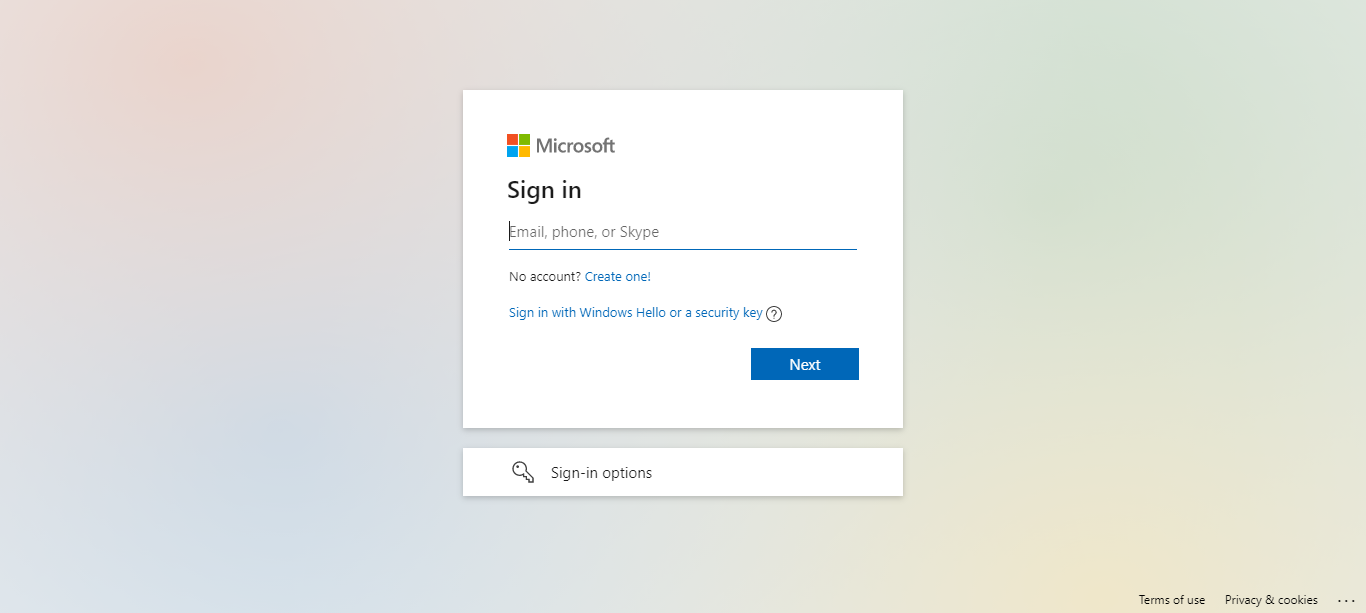 Microsoft
Sign in
Email, phone, or Skype
No account? Create one!
Sign in with Windows Hello or a security key ?
Next
Sign-in options
Terms of use Privacy & cookies ...